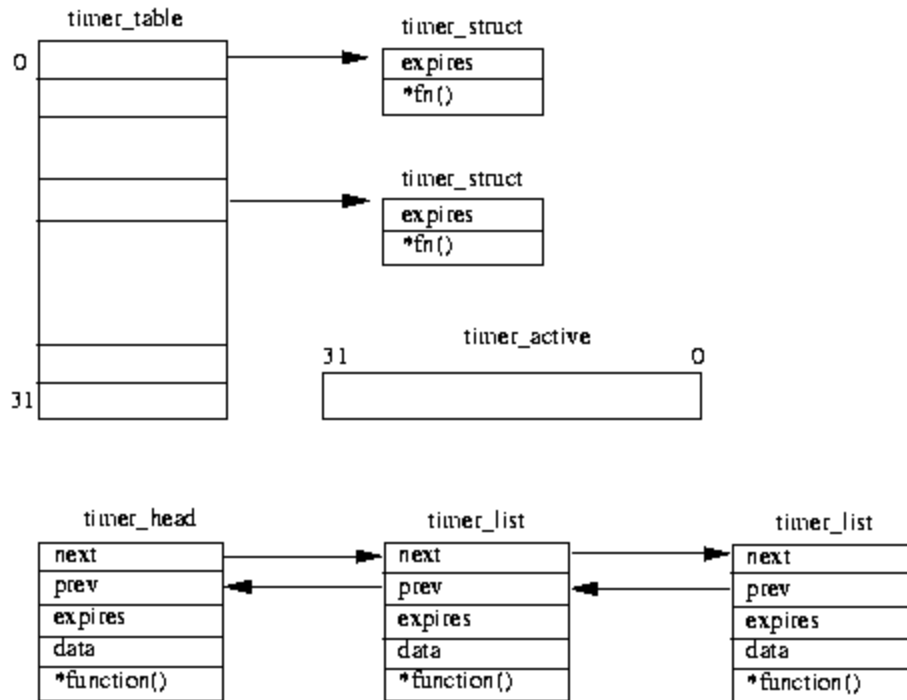 timer_table
0
31
timer_struct
expires
*fn()
timer_struct
expires
*fn()
timer_active
31 0
timer_head
next
prev
expires
data
*function()
timer_list
next
prev
expires
data
*function()
timer_list
next
prev
expires
data
*function()